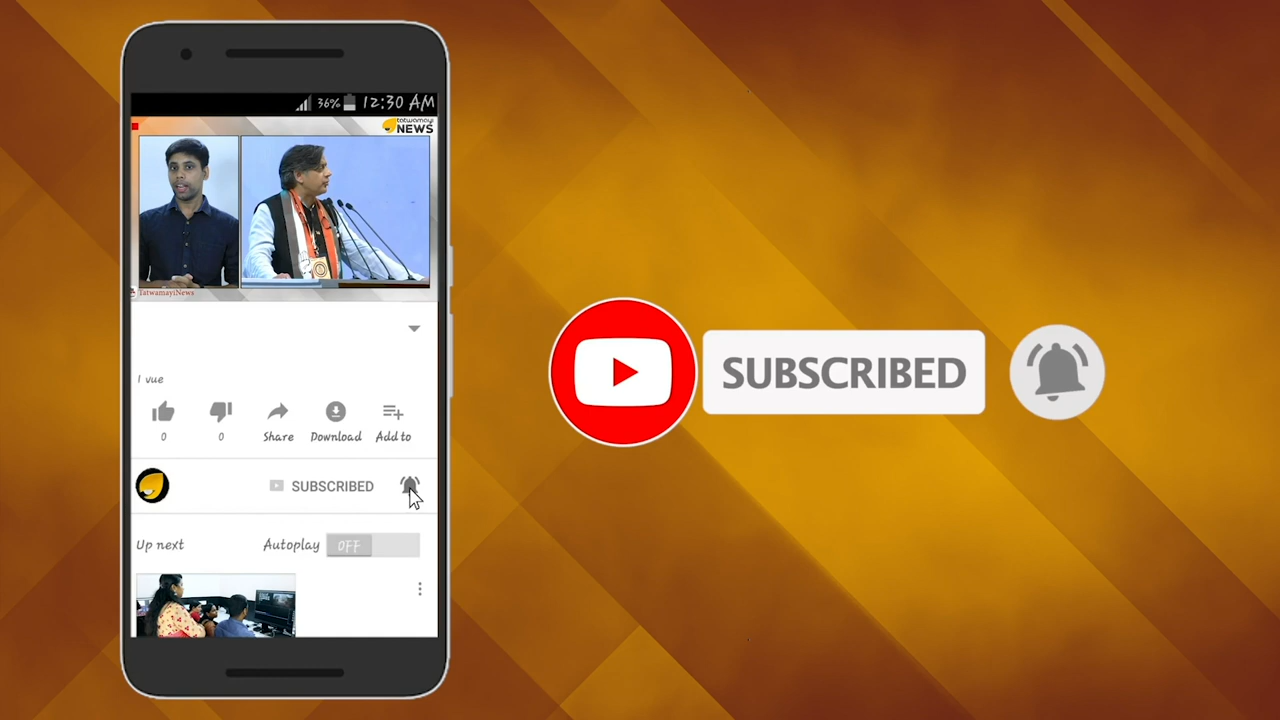 36% 12:30 AM
tatwamayi
NEWS
TatwamayiNews
1 vue
0 0 Share Download Add to
SUBSCRIBED
Up next Autoplay OFF
SUBSCRIBED